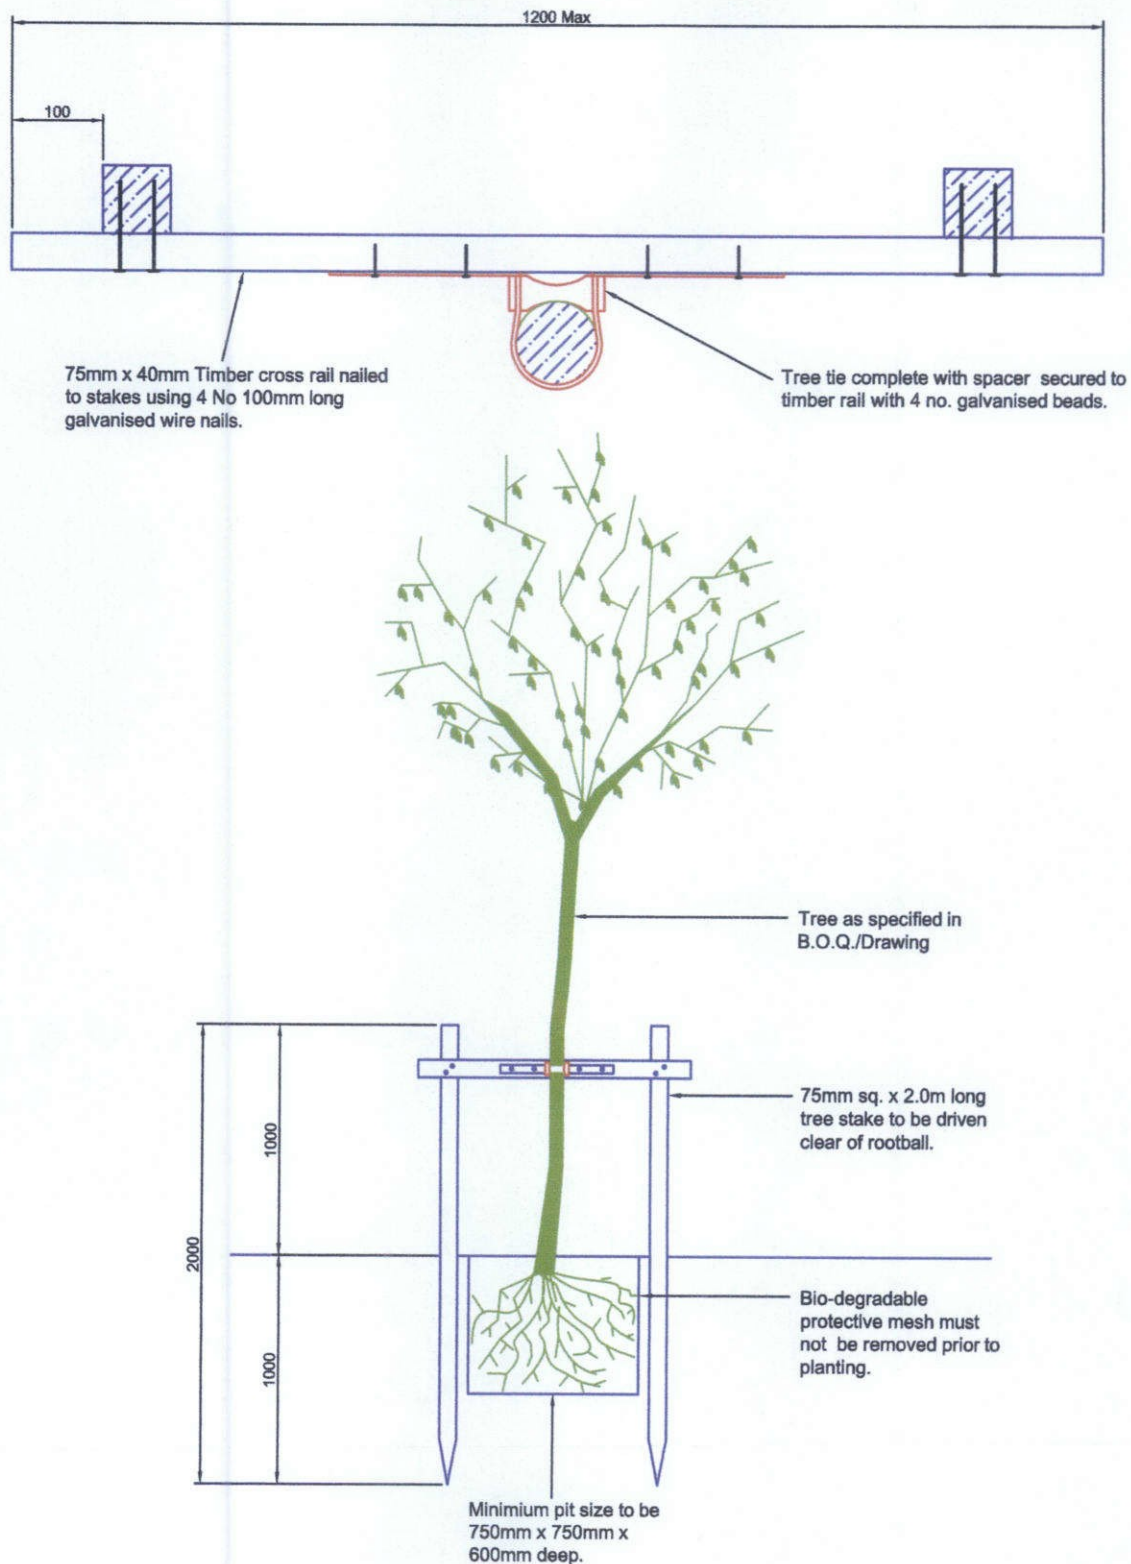 1200 Max
100
75mm x 40mm Timber cross rail nailed
to stakes using 4 No 100mm long
galvanised wire nails.
Tree tie complete with spacer secured to
timber rail with 4 no. galvanised beads.
Tree as specified in
B.O.Q./Drawing
75mm sq. x 2.0m long
tree stake to be driven
clear of rootball.
1000
2000
1000
Bio-degradable
protective mesh must
not be removed prior to
planting.
Minimium pit size to be
750mm x 750mm x
600mm deep.